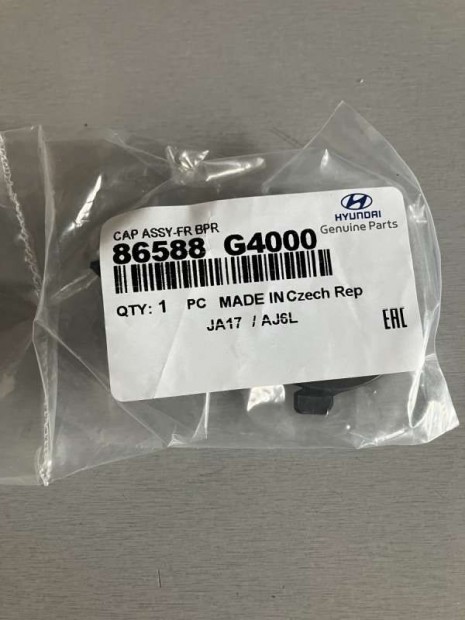 CAP ASSY-FR BPR
HYUNDAI
Genuine Parts
86588 G4000
QTY: 1 PC MADE IN Czech Rep
JA17 / AJ6L
EAC